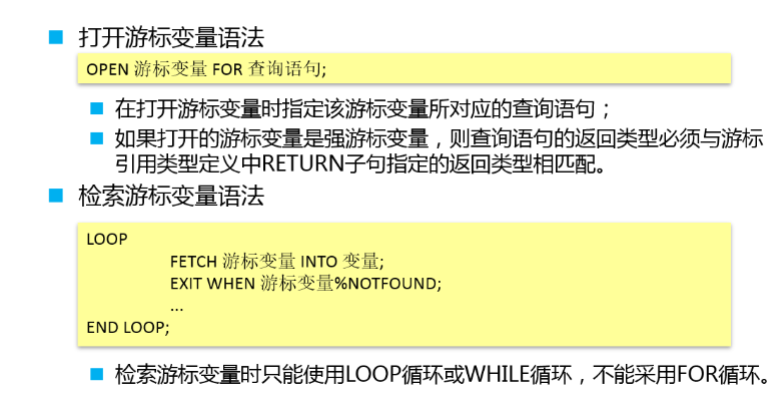 打开游标变量语法
OPEN 游标变量 FOR 查询语句;
在打开游标变量时指定该游标变量所对应的查询语句；
如果打开的游标变量是强游标变量，则查询语句的返回类型必须与游标
引用类型定义中RETURN子句指定的返回类型相匹配。
检索游标变量语法
LOOP
FETCH 游标变量 INTO 变量;
EXIT WHEN 游标变量%NOTFOUND;
...
END LOOP;
检索游标变量时只能使用LOOP循环或WHILE循环，不能采用FOR循环。